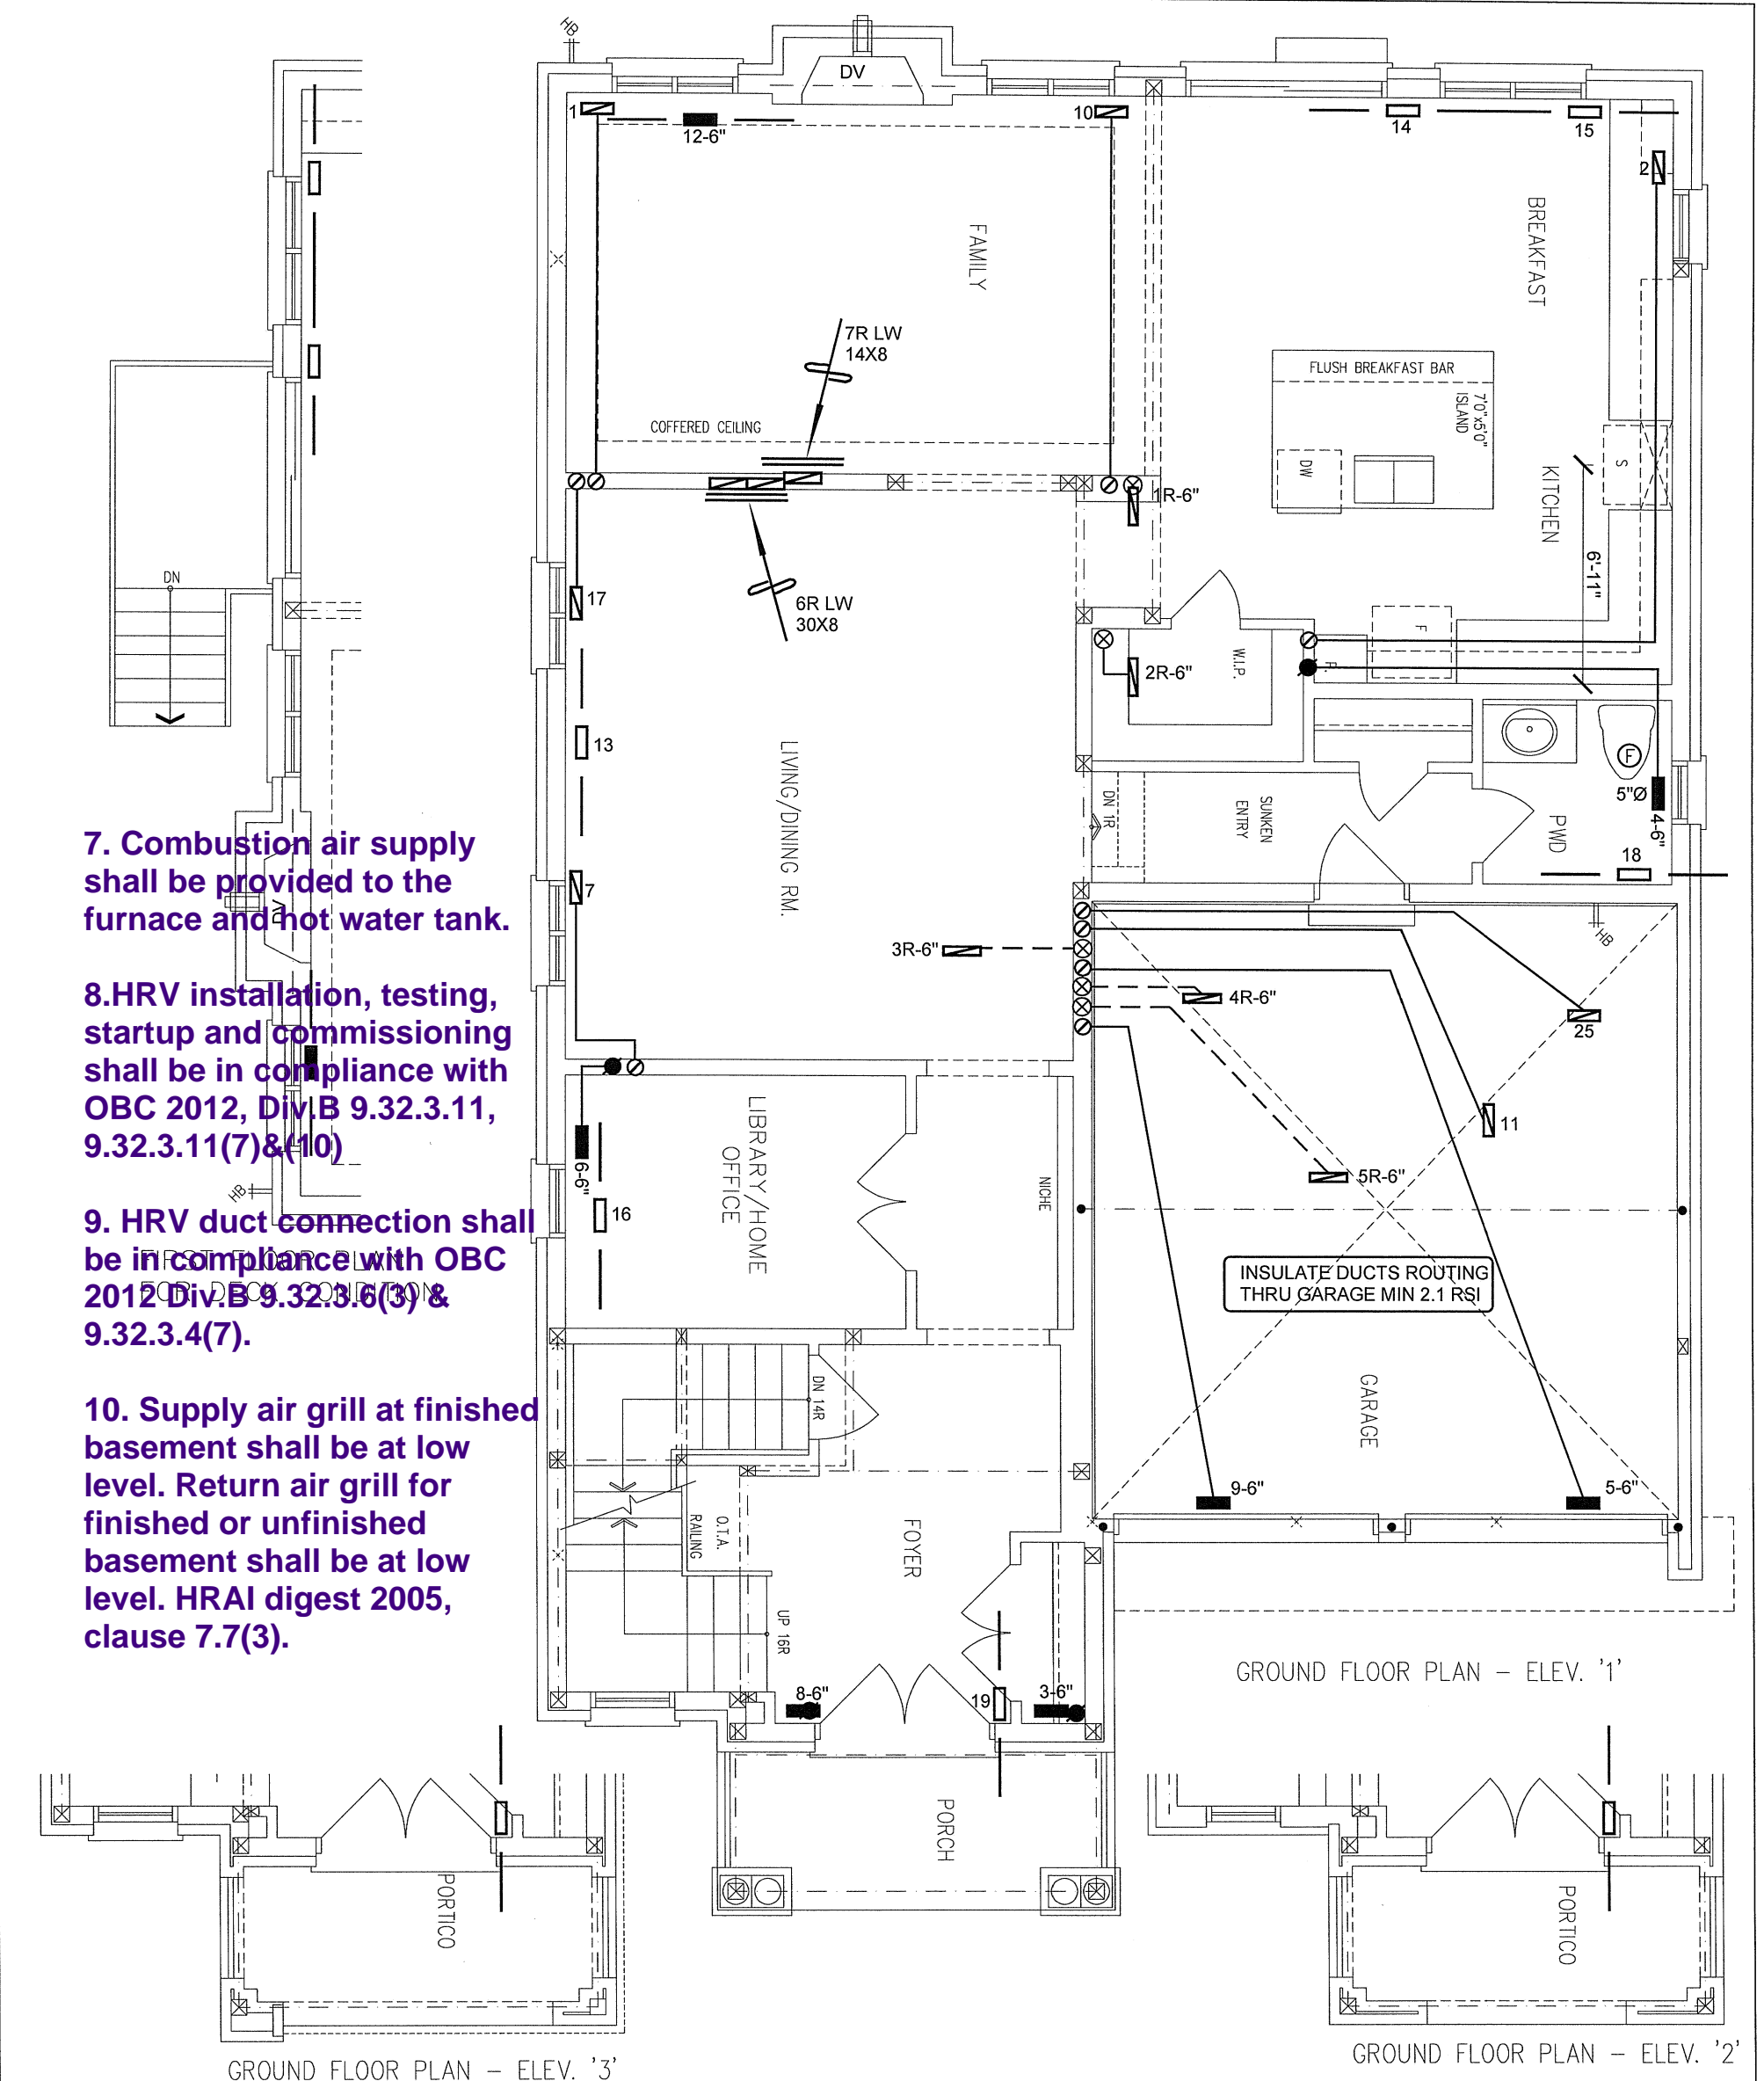 HB
DV
1
12-6"
10
14
15
2
BREAKFAST
FAMILY
7R LW
14X8
FLUSH BREAKFAST BAR
7'0"x5'0"
ISLAND
COFFERED CEILING
DW
S
KITCHEN
1R-6"
6'-11"
DN
17
6R LW
30X8
F
W.I.P.
2R-6"
P.
13
LIVING/DINING RM.
DN 1R
SUNKEN
ENTRY
F
5"Ø
4-6"
PWD
18
7. Combustion air supply
shall be provided to the
furnace and hot water tank.
DV
7
HB
3R-6"
4R-6"
25
8.HRV installation, testing,
startup and commissioning
shall be in compliance with
OBC 2012, Div.B 9.32.3.11,
9.32.3.11(7)&(10)
11
6-6"
LIBRARY/HOME
OFFICE
NICHE
5R-6"
16
HB
9. HRV duct connection shall
be in compliance with OBC
2012 Div.B 9.32.3.6(3) &
9.32.3.4(7).
FIRST FLOOR PLAN
FOR DECK CONDITION
INSULATE DUCTS ROUTING
THRU GARAGE MIN 2.1 RSI
DN 14R
GARAGE
10. Supply air grill at finished
basement shall be at low
level. Return air grill for
finished or unfinished
basement shall be at low
level. HRAI digest 2005,
clause 7.7(3).
9-6"
5-6"
RAILING
O.T.A.
FOYER
UP 16R
GROUND FLOOR PLAN - ELEV. '1'
8-6"
19
3-6"
PORCH
PORTICO
PORTICO
GROUND FLOOR PLAN - ELEV. '3'
GROUND FLOOR PLAN - ELEV. '2'